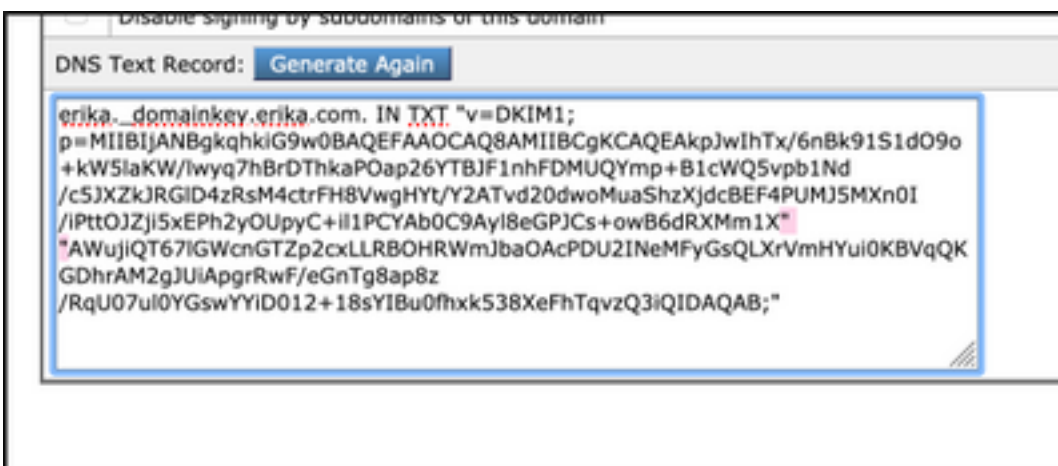 Disable signing by subdomains of this domain
DNS Text Record: Generate Again
erika._domainkey.erika.com. IN TXT "v=DKIM1;
p=MIIBIjANBgkqhkiG9w0BAQEFAAOCAQ8AMIIBCgKCAQEAkpJwIhTx/6nBk91S1dO9o
+kW5laKW/lwyq7hBrDThkaPOap26YTBJF1nhFDMUQYmp+B1cWQ5vpb1Nd
/c5JXZkJRGlD4zRsM4ctrFH8VwgHYt/Y2ATvd20dwoMuaShzXjdcBEF4PUMJ5MXn0I
/iPttOJZji5xEPh2yOUpyC+il1PCYAb0C9Ayl8eGPJCs+owB6dRXMm1X"
"AWujiQT67lGWcnGTZp2cxLLRBOHRWmJbaOAcPDU2INeMFyGsQLXrVmHYui0KBVqQK
GDhrAM2gJUiApgrRwF/eGnTg8ap8z
/RqU07ul0YGswYYiD012+18sYIBu0fhxk538XeFhTqvzQ3iQIDAQAB;"